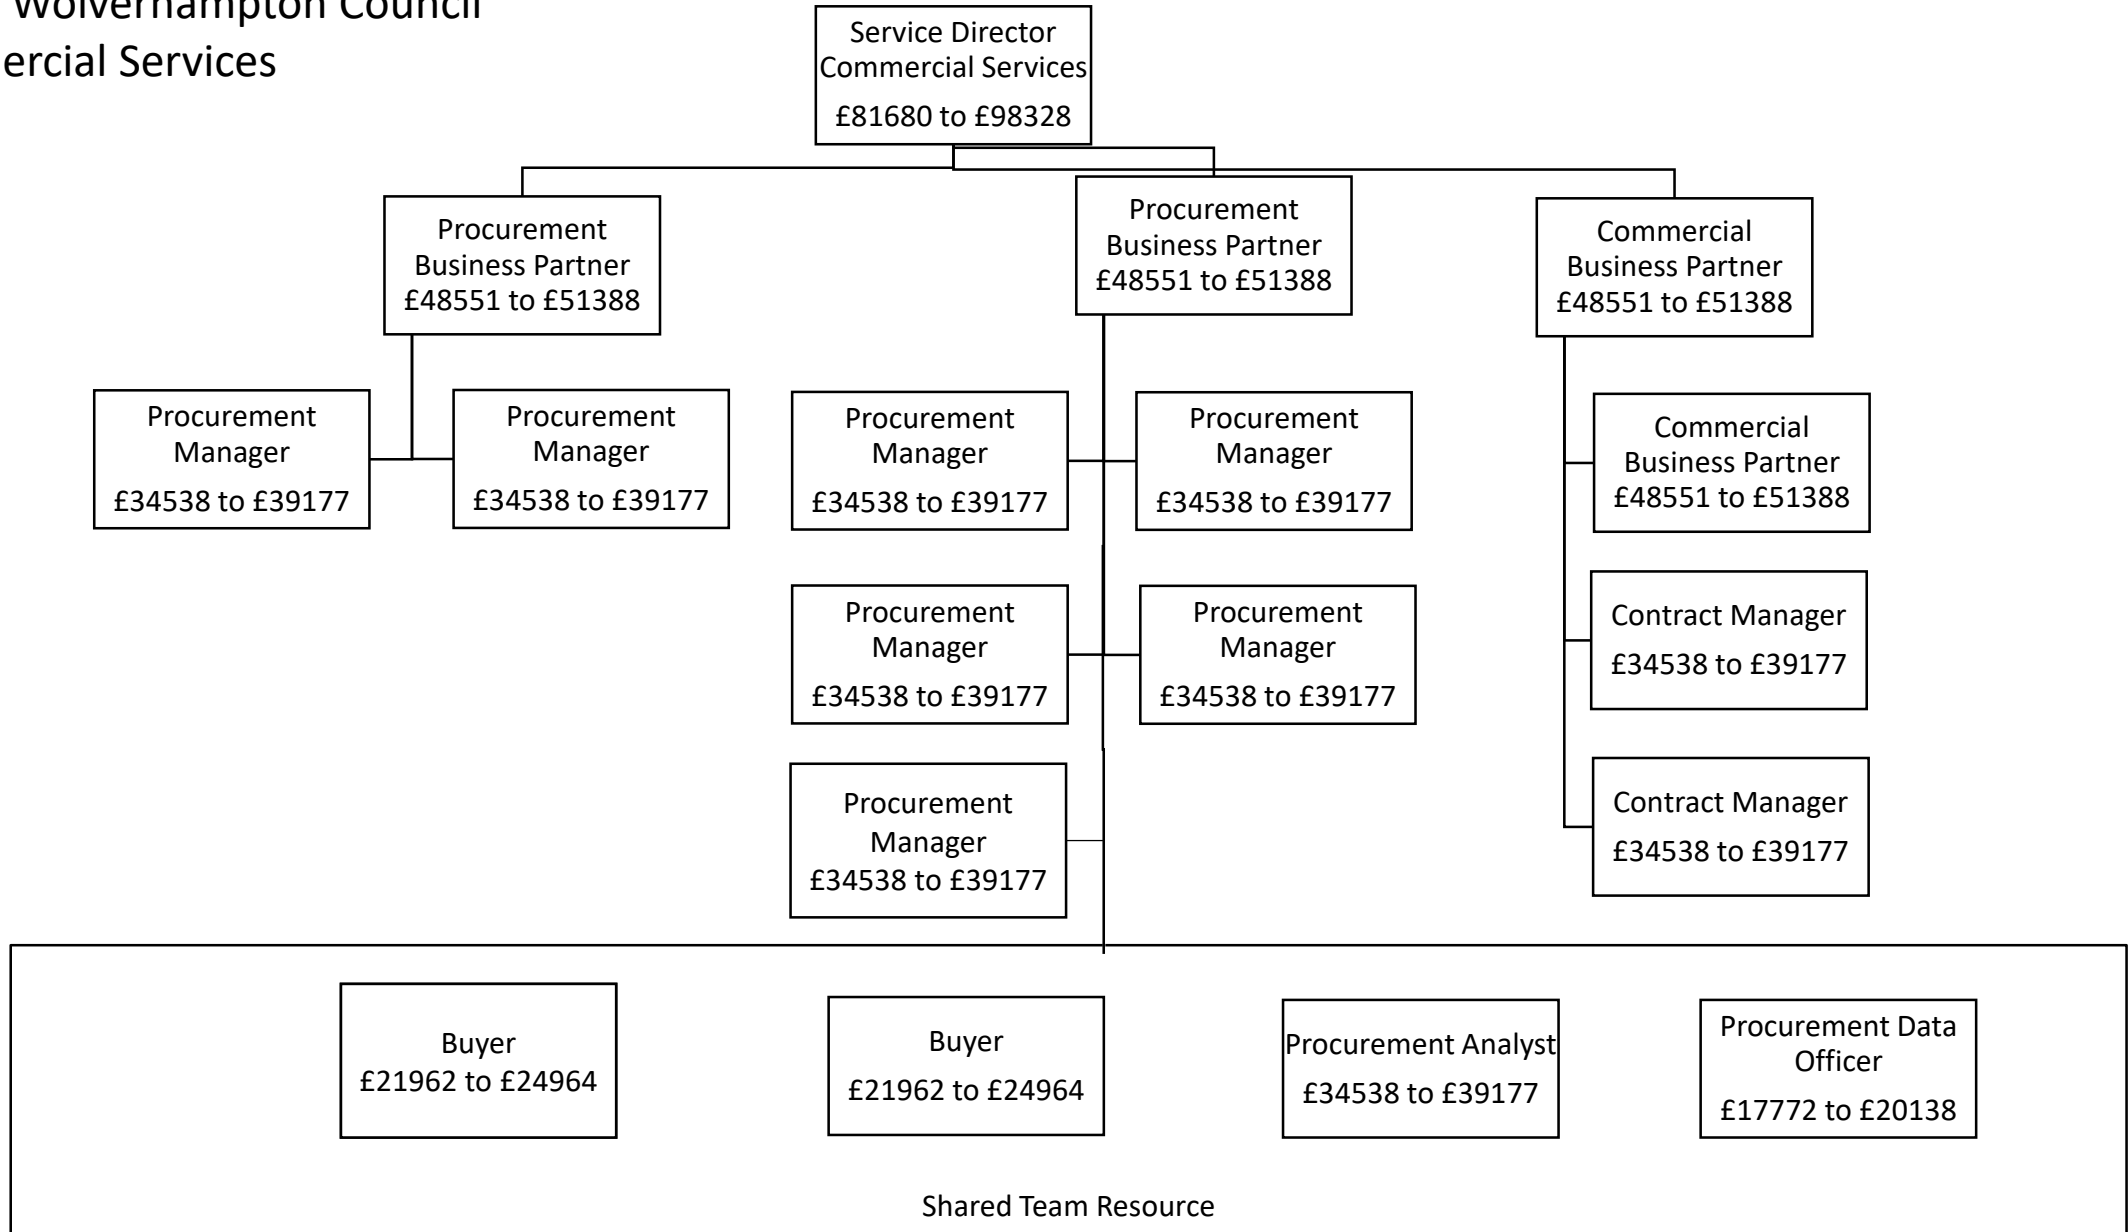 Wolverhampton Council
ercial Services
Service Director
Commercial Services
£81680 to £98328
Procurement
Business Partner
£48551 to £51388
Procurement
Business Partner
£48551 to £51388
Commercial
Business Partner
£48551 to £51388
Procurement
Manager
£34538 to £39177
Procurement
Manager
£34538 to £39177
Procurement
Manager
£34538 to £39177
Procurement
Manager
£34538 to £39177
Commercial
Business Partner
£48551 to £51388
Procurement
Manager
£34538 to £39177
Procurement
Manager
£34538 to £39177
Contract Manager
£34538 to £39177
Procurement
Manager
£34538 to £39177
Contract Manager
£34538 to £39177
Buyer
£21962 to £24964
Buyer
£21962 to £24964
Procurement Analyst
£34538 to £39177
Procurement Data
Officer
£17772 to £20138
Shared Team Resource